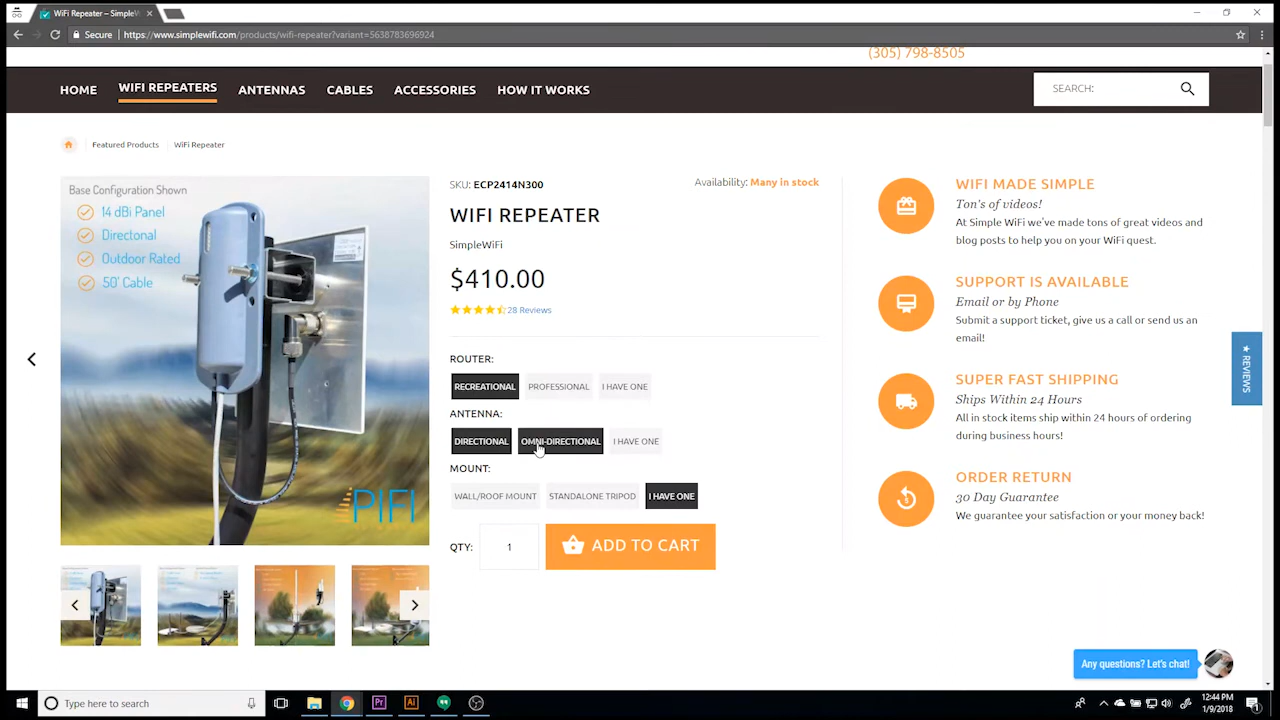 WiFi Repeater – SimpleW
Secure
https://www.simplewifi.com/products/wifi-repeater?variant=5638783696924
(305) 798-8505
HOME
WIFI REPEATERS
ANTENNAS
CABLES
ACCESSORIES
HOW IT WORKS
SEARCH:
Featured Products
WiFi Repeater
Base Configuration Shown
14 dBi Panel
Directonal
Outdoor Rated
50' Cable
PIFI
SKU: ECP2414N300
Availability: Many in stock
WIFI REPEATER
SimpleWiFi
$410.00
28 Reviews
ROUTER:
RECREATIONAL
PROFESSIONAL
I HAVE ONE
ANTENNA:
DIRECTIONAL
OMNI-DIRECTIONAL
I HAVE ONE
MOUNT:
WALL/ROOF MOUNT
STANDALONE TRIPOD
I HAVE ONE
QTY:
1
ADD TO CART
WIFI MADE SIMPLE
Ton's of videos!
At Simple WiFi we've made tons of great videos and
blog posts to help you on your WiFi quest.
SUPPORT IS AVAILABLE
Email or by Phone
Submit a support ticket, give us a call or send us an
email!
SUPER FAST SHIPPING
Ships Within 24 Hours
All in stock items ship within 24 hours of ordering
during business hours!
ORDER RETURN
30 Day Guarantee
We guarantee your satisfaction or your money back!
★ REVIEWS
Any questions? Let's chat!
Type here to search
Pr
Ai
12:44 PM
1/9/2018